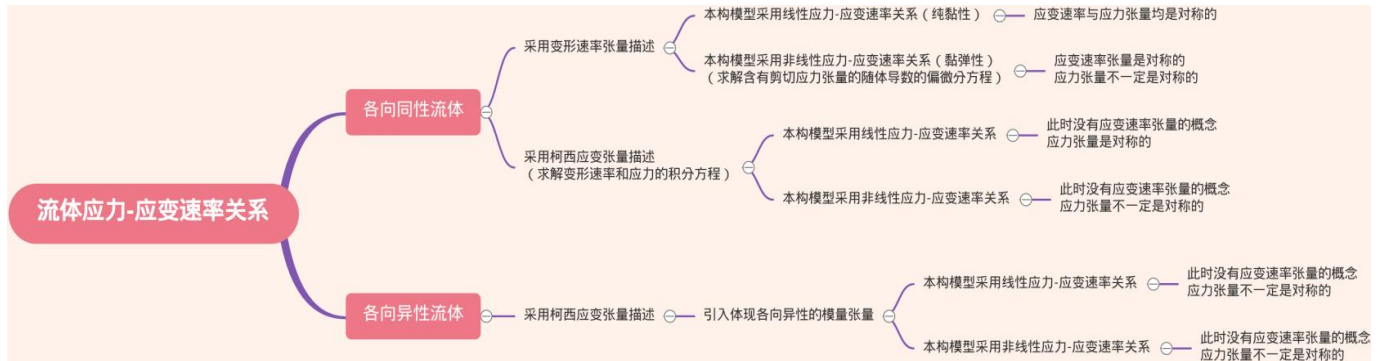 流体应力-应变速率关系
各向同性流体
采用变形速率张量描述
本构模型采用线性应力-应变速率关系（纯黏性）
应变速率与应力张量均是对称的
本构模型采用非线性应力-应变速率关系（黏弹性）
（求解含有剪切应力张量的随体导数的偏微分方程）
应变速率张量是对称的
应力张量不一定是对称的
采用柯西应变张量描述
（求解变形速率和应力的积分方程）
本构模型采用线性应力-应变速率关系
此时没有应变速率张量的概念
应力张量是对称的
本构模型采用非线性应力-应变速率关系
此时没有应变速率张量的概念
应力张量不一定是对称的
各向异性流体
采用柯西应变张量描述
引入体现各向异性的模量张量
本构模型采用线性应力-应变速率关系
此时没有应变速率张量的概念
应力张量不一定是对称的
本构模型采用非线性应力-应变速率关系
此时没有应变速率张量的概念
应力张量不一定是对称的